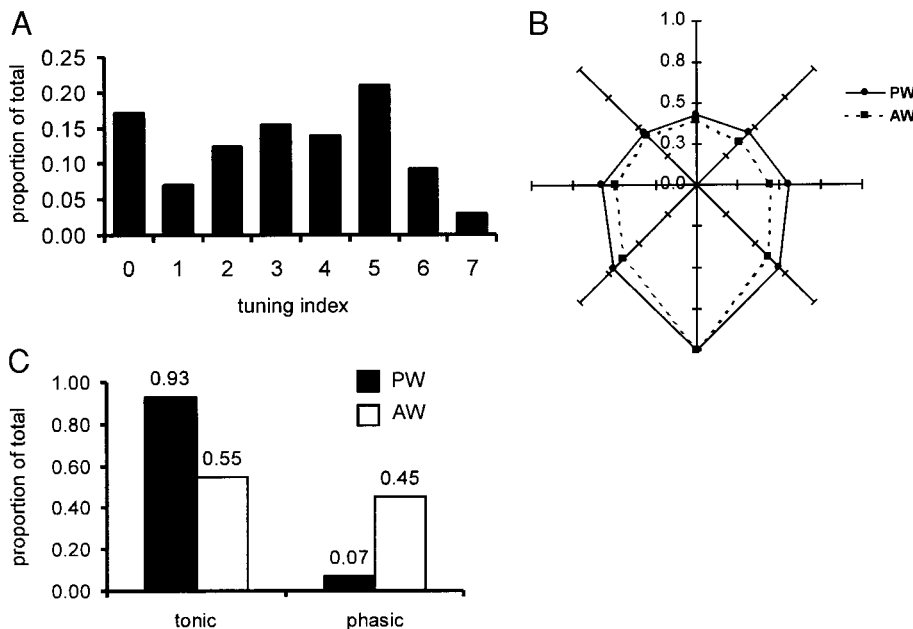 A
proportion of total
0.25
0.20
0.15
0.10
0.05
0.00
0 1 2 3 4 5 6 7
tuning index
B
1.0
0.8
0.5
0.3
0.0
PW
AW
C
proportion of total
1.00
0.80
0.60
0.40
0.20
0.00
0.93
0.55
0.07
0.45
PW
AW
tonic phasic